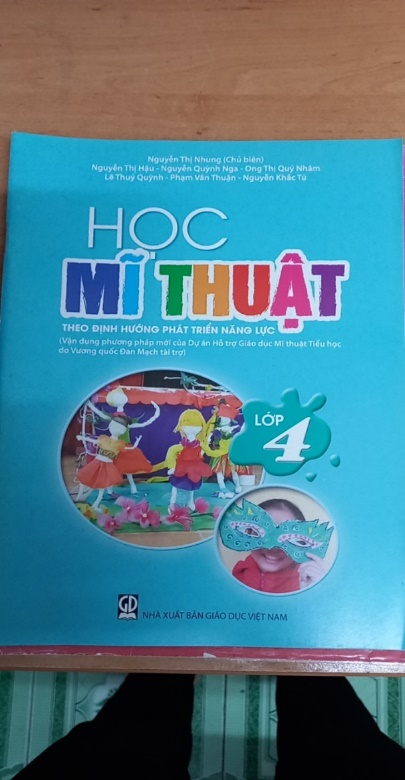 Nguyễn Thị Nhung (Chủ biên)
Nguyễn Thị Hậu - Nguyễn Quỳnh Nga - Ong Thị Quý Nhâm
Lê Thuý Quỳnh - Phạm Văn Thuận - Nguyễn Khắc Tú
HỌC
MĨ THUẬT
THEO ĐỊNH HƯỚNG PHÁT TRIỂN NĂNG LỰC
(Vận dụng phương pháp mới của Dự án Hỗ trợ Giáo dục Mĩ thuật Tiểu học
do Vương quốc Đan Mạch tài trợ)
LỚP
4
GD
NHÀ XUẤT BẢN GIÁO DỤC VIỆT NAM